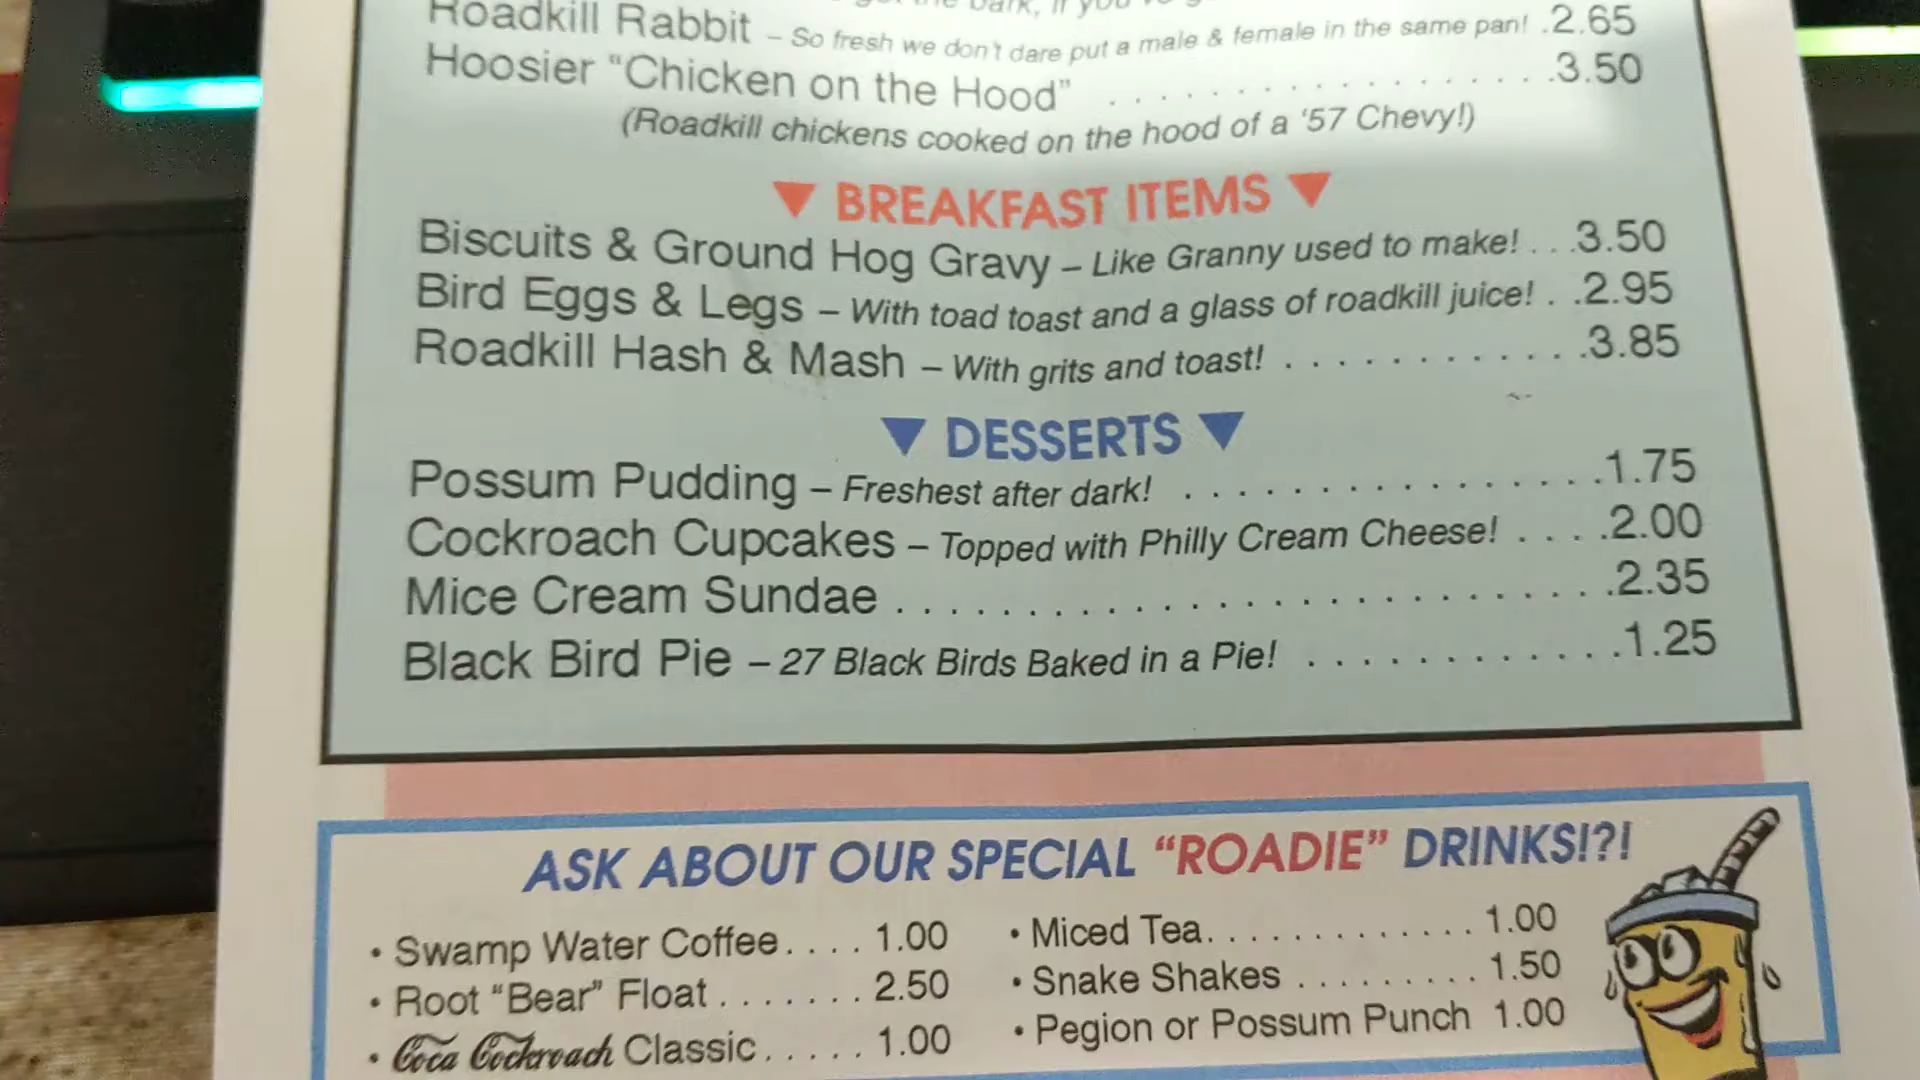 the bark, if you
Roadkill Rabbit – So fresh we don't dare put a male & female in the same pan! .2.65
Hoosier "Chicken on the Hood" . . . . . . . . . . . . . . . . . .3.50
(Roadkill chickens cooked on the hood of a '57 Chevy!)
▼ BREAKFAST ITEMS ▼
Biscuits & Ground Hog Gravy – Like Granny used to make! . . .3.50
Bird Eggs & Legs – With toad toast and a glass of roadkill juice! . .2.95
Roadkill Hash & Mash – With grits and toast! . . . . . . . . . . . .3.85
▼ DESSERTS ▼
Possum Pudding – Freshest after dark! . . . . . . . . . . . . . . . .1.75
Cockroach Cupcakes – Topped with Philly Cream Cheese! . . . .2.00
Mice Cream Sundae . . . . . . . . . . . . . . . . . . . . . . . . . . .2.35
Black Bird Pie – 27 Black Birds Baked in a Pie! . . . . . . . . . . . .1.25
ASK ABOUT OUR SPECIAL "ROADIE" DRINKS!?!
• Swamp Water Coffee. . . . 1.00
• Root "Bear" Float . . . . . . . 2.50
• Coca Cockroach Classic. . . . . 1.00
• Miced Tea. . . . . . . . . . . . . 1.00
• Snake Shakes . . . . . . . . . 1.50
• Pegion or Possum Punch 1.00